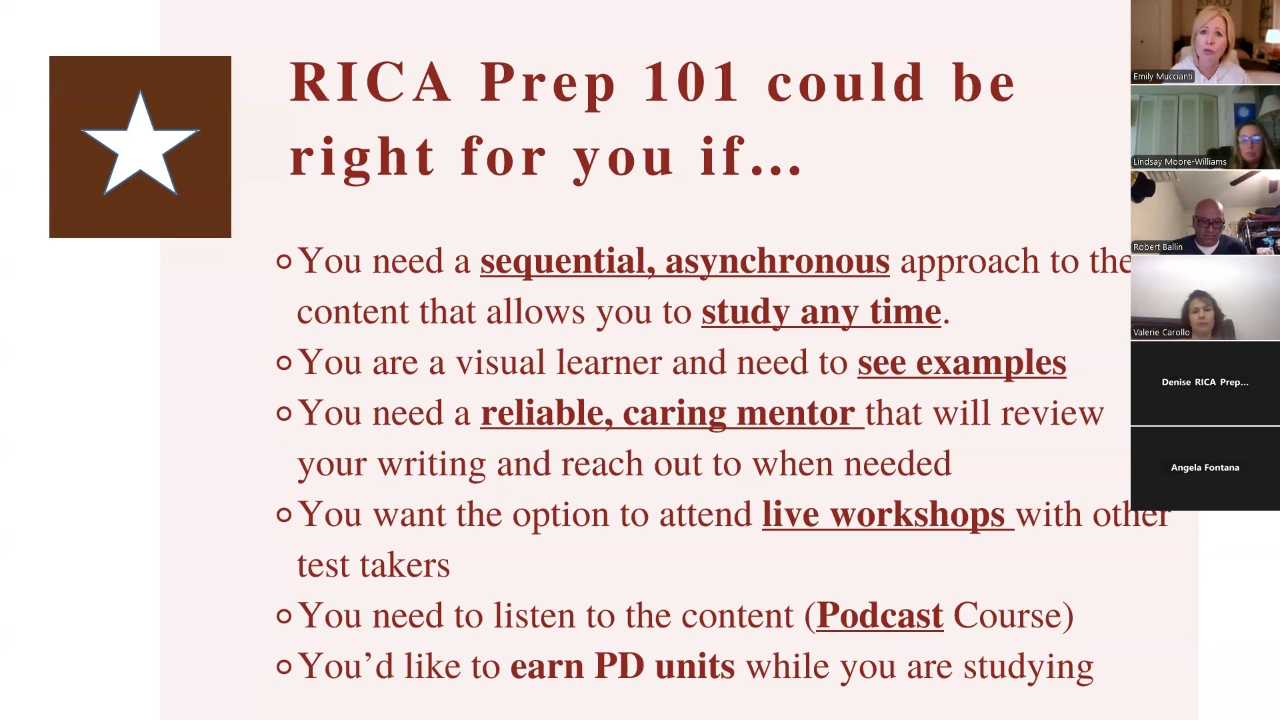 RICA Prep 101 could be
right for you if...
You need a sequential, asynchronous approach to the
content that allows you to study any time.
You are a visual learner and need to see examples
You need a reliable, caring mentor that will review
your writing and reach out to when needed
You want the option to attend live workshops with other
test takers
You need to listen to the content (Podcast Course)
You’d like to earn PD units while you are studying
Emily Muccianti
Lindsay Moore-Williams
Robert Ballin
Valerie Carollo
Denise RICA Prep...
Angela Fontana